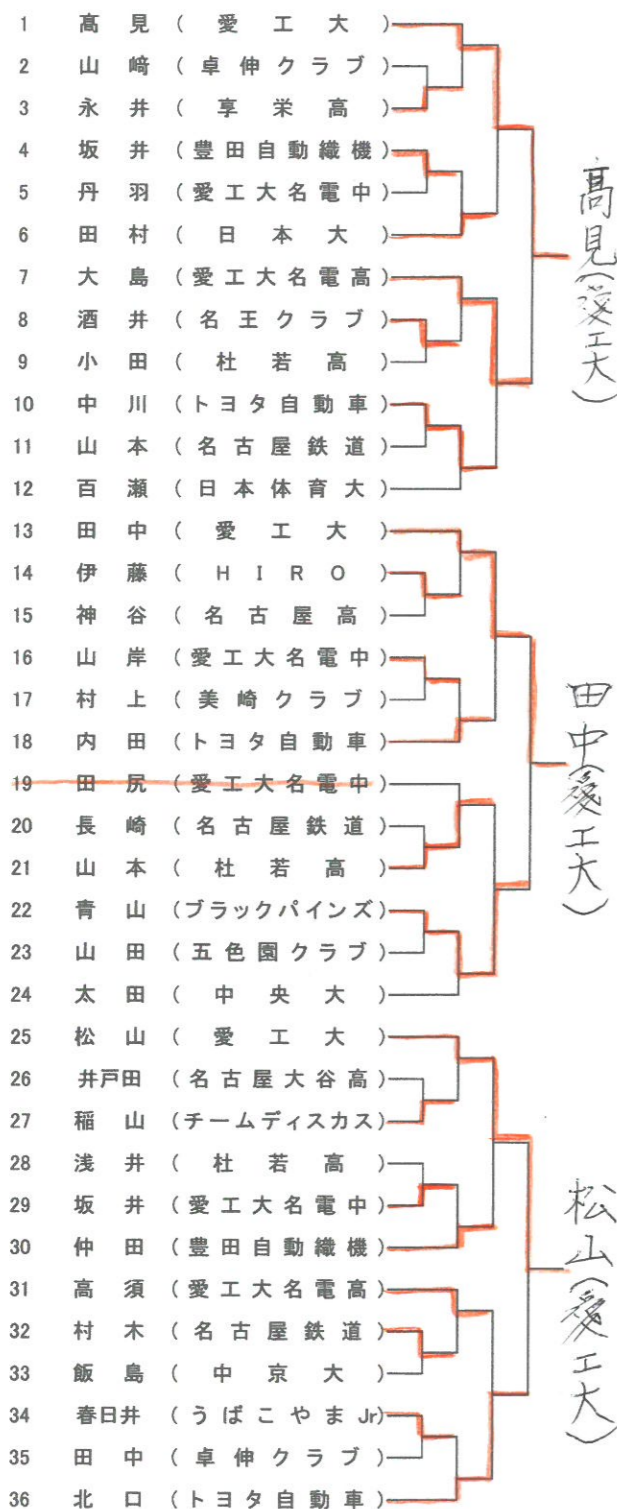 1 髙見 (愛工大)
2 山﨑 (卓伸クラブ)
3 永井 (享栄高)
4 坂井 (豊田自動織機)
5 丹羽 (愛工大名電中)
6 田村 (日本大)
7 大島 (愛工大名電高)
8 酒井 (名王クラブ)
9 小田 (杜若高)
10 中川 (トヨタ自動車)
11 山本 (名古屋鉄道)
12 百瀬 (日本体育大)
13 田中 (愛工大)
14 伊藤 (HIRO)
15 神谷 (名古屋高)
16 山岸 (愛工大名電中)
17 村上 (美崎クラブ)
18 内田 (トヨタ自動車)
19 田尻 (愛工大名電中)
20 長崎 (名古屋鉄道)
21 山本 (杜若高)
22 青山 (ブラックパインズ)
23 山田 (五色園クラブ)
24 太田 (中央大)
25 松山 (愛工大)
26 井戸田 (名古屋大谷高)
27 稲山 (チームディスカス)
28 浅井 (杜若高)
29 坂井 (愛工大名電中)
30 仲田 (豊田自動織機)
31 高須 (愛工大名電高)
32 村木 (名古屋鉄道)
33 飯島 (中京大)
34 春日井 (うばこやまJr)
35 田中 (卓伸クラブ)
36 北口 (トヨタ自動車)
髙見(愛工大)
田中(愛工大)
松山(愛工大)